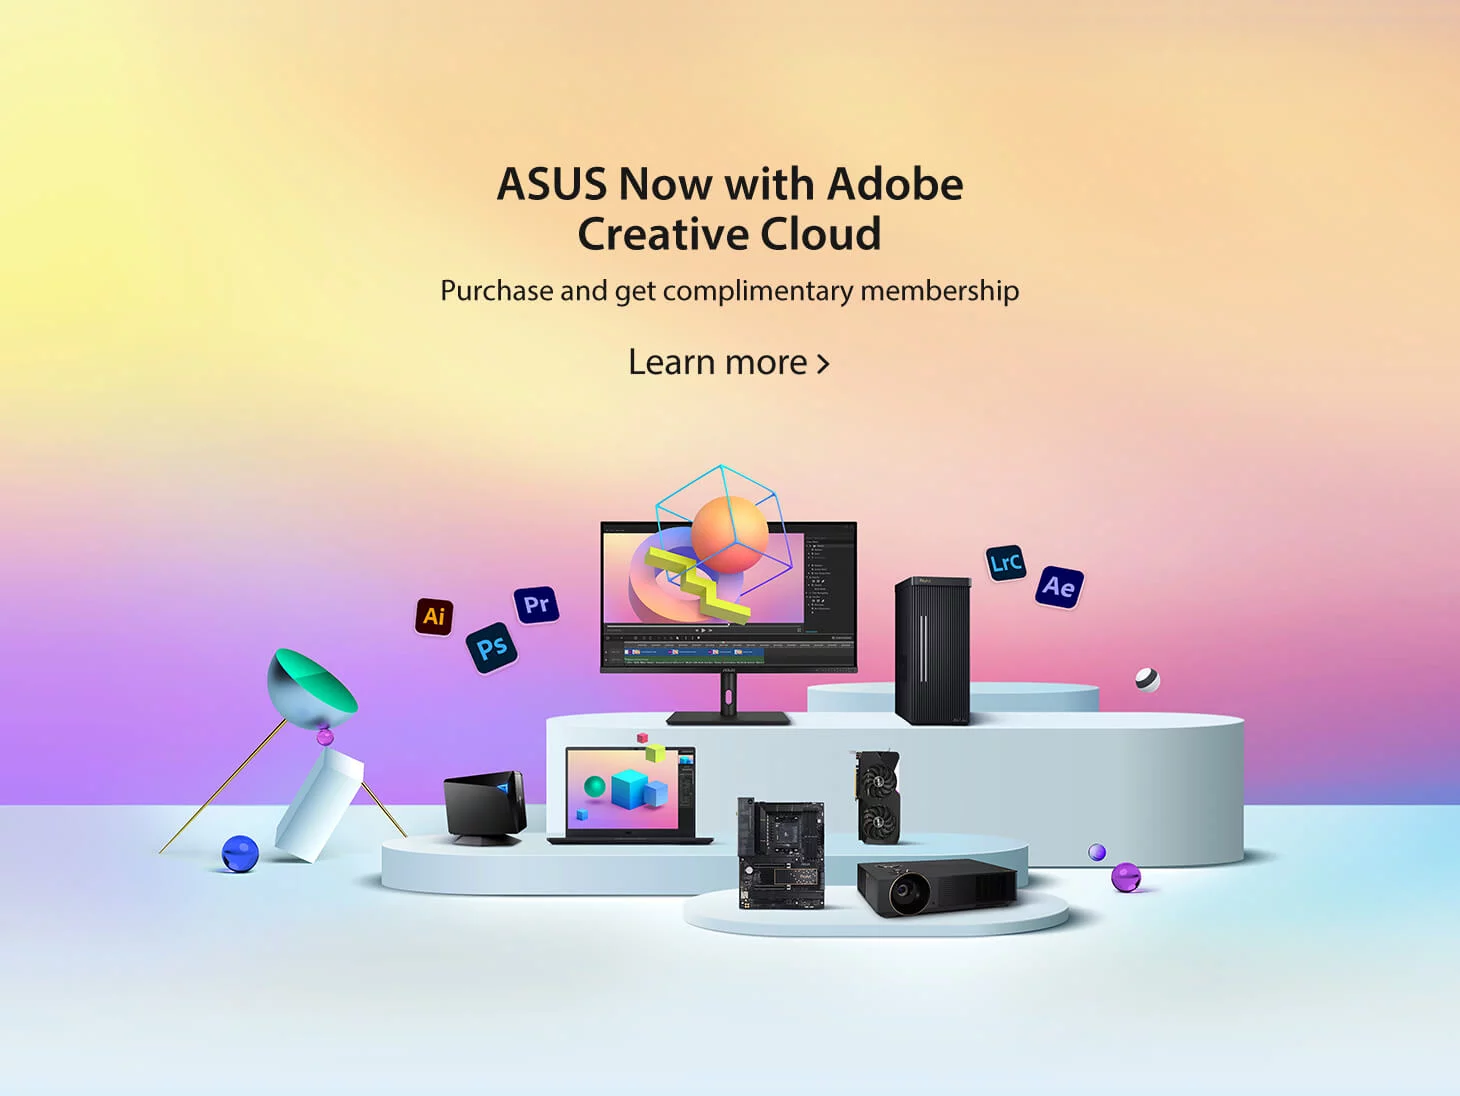 ASUS Now with Adobe
Creative Cloud
Purchase and get complimentary membership
Learn more >
LrC
Ae
Pr
Ai
Ps